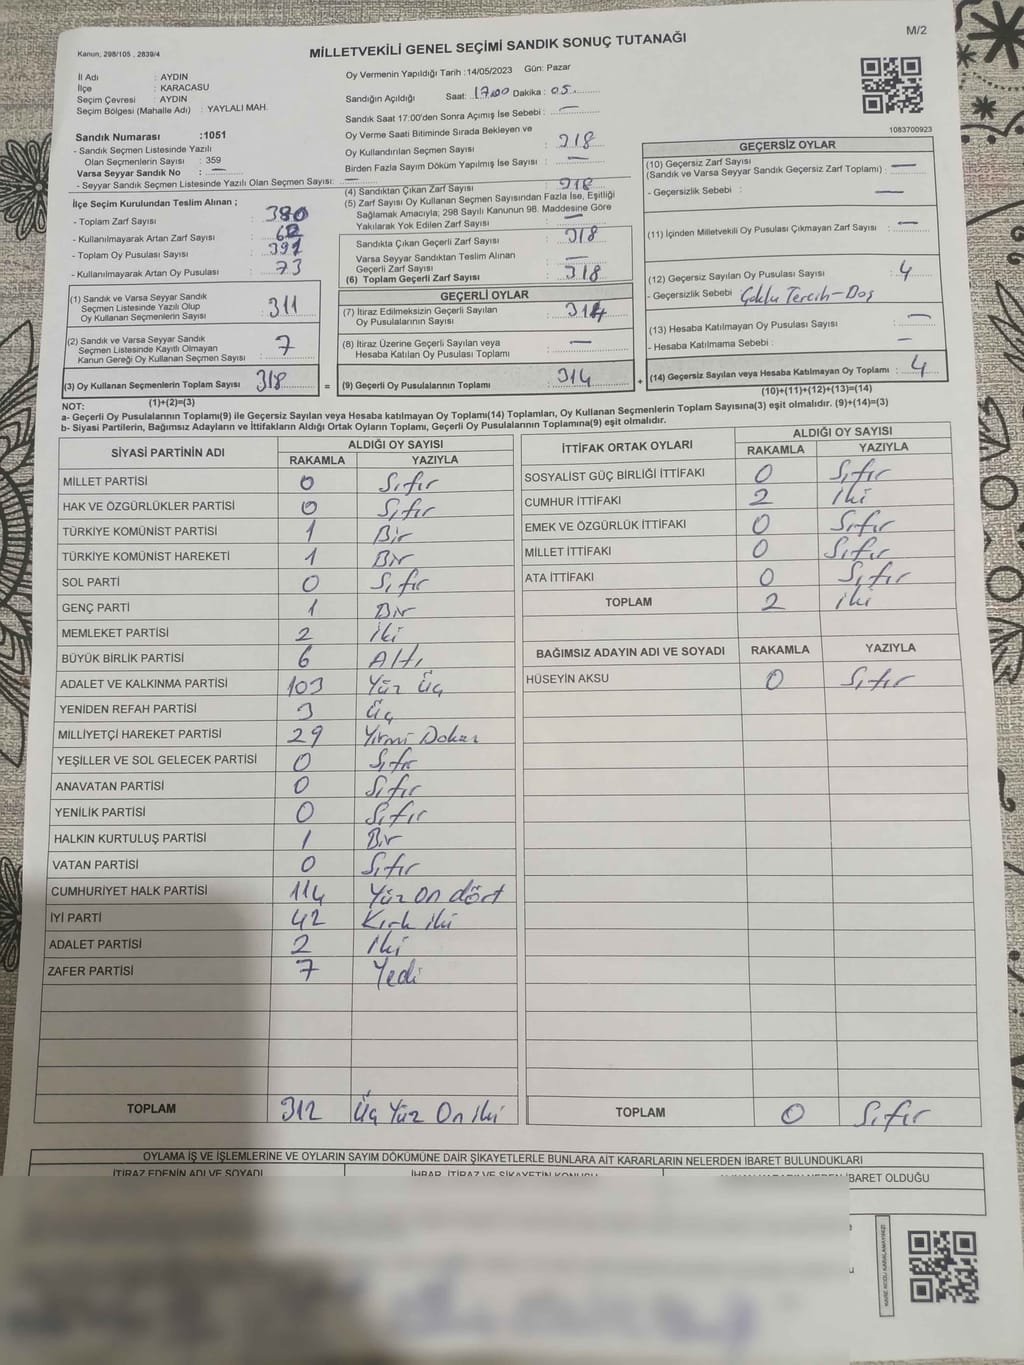 Kanun, 298/105 , 2839/4
M/2
MİLLETVEKİLİ GENEL SEÇİMİ SANDIK SONUÇ TUTANAĞI
İl Adı : AYDIN
İlçe : KARACASU
Seçim Çevresi : AYDIN
Seçim Bölgesi (Mahalle Adı) : YAYLALI MAH.
Sandık Numarası :1051
- Sandık Seçmen Listesinde Yazılı
Olan Seçmenlerin Sayısı : 359
Varsa Seyyar Sandık No : —
- Seyyar Sandık Seçmen Listesinde Yazılı Olan Seçmen Sayısı: —
Oy Vermenin Yapıldığı Tarih :14/05/2023 Gün: Pazar
Sandığın Açıldığı Saat: 17.00 Dakika : 05
Sandık Saat 17:00'den Sonra Açımış İse Sebebi : —
Oy Verme Saati Bitiminde Sırada Bekleyen ve
Oy Kullandırılan Seçmen Sayısı : 318
Birden Fazla Sayım Döküm Yapılmış İse Sayısı : —
1083700923
İlçe Seçim Kurulundan Teslim Alınan ;
- Toplam Zarf Sayısı : 380
- Kullanılmayarak Artan Zarf Sayısı : 62
- Toplam Oy Pusulası Sayısı : 391
- Kullanılmayarak Artan Oy Pusulası : 73
(4) Sandıktan Çıkan Zarf Sayısı : 318
(5) Zarf Sayısı Oy Kullanan Seçmen Sayısından Fazla İse, Eşitliği
Sağlamak Amacıyla; 298 Sayılı Kanunun 98. Maddesine Göre
Yakılarak Yok Edilen Zarf Sayısı : —
Sandıkta Çıkan Geçerli Zarf Sayısı : 318
Varsa Seyyar Sandıktan Teslim Alınan
Geçerli Zarf Sayısı : —
(6) Toplam Geçerli Zarf Sayısı : 318
GEÇERSİZ OYLAR
(10) Geçersiz Zarf Sayısı
(Sandık ve Varsa Seyyar Sandık Geçersiz Zarf Toplamı) : —
- Geçersizlik Sebebi : —
(11) İçinden Milletvekili Oy Pusulası Çıkmayan Zarf Sayısı : —
(12) Geçersiz Sayılan Oy Pusulası Sayısı : 4
- Geçersizlik Sebebi Çoklu Tercih-Boş
(13) Hesaba Katılmayan Oy Pusulası Sayısı : —
- Hesaba Katılmama Sebebi : —
(14) Geçersiz Sayılan veya Hesaba Katılmayan Oy Toplamı : 4
(10)+(11)+(12)+(13)=(14)
(1) Sandık ve Varsa Seyyar Sandık
Seçmen Listesinde Yazılı Olup
Oy Kullanan Seçmenlerin Sayısı : 311
(2) Sandık ve Varsa Seyyar Sandık
Seçmen Listesinde Kayıtlı Olmayan
Kanun Gereği Oy Kullanan Seçmen Sayısı : 7
(3) Oy Kullanan Seçmenlerin Toplam Sayısı : 318 =
(1)+(2)=(3)
GEÇERLİ OYLAR
(7) İtiraz Edilmeksizin Geçerli Sayılan
Oy Pusulalarının Sayısı : 314
(8) İtiraz Üzerine Geçerli Sayılan veya
Hesaba Katılan Oy Pusulası Toplamı : —
(9) Geçerli Oy Pusulalarının Toplamı : 314 +
NOT:
a- Geçerli Oy Pusulalarının Toplamı(9) ile Geçersiz Sayılan veya Hesaba katılmayan Oy Toplamı(14) Toplamları, Oy Kullanan Seçmenlerin Toplam Sayısına(3) eşit olmalıdır. (9)+(14)=(3)
b- Siyasi Partilerin, Bağımsız Adayların ve İttifakların Aldığı Ortak Oyların Toplamı, Geçerli Oy Pusulalarının Toplamına(9) eşit olmalıdır.
SİYASİ PARTİNİN ADI ALDIĞI OY SAYISI
RAKAMLA YAZIYLA
MİLLET PARTİSİ 0 Sıfır
HAK VE ÖZGÜRLÜKLER PARTİSİ 0 Sıfır
TÜRKİYE KOMÜNİST PARTİSİ 1 Bir
TÜRKİYE KOMÜNİST HAREKETİ 1 Bir
SOL PARTİ 0 Sıfır
GENÇ PARTİ 1 Bir
MEMLEKET PARTİSİ 2 İki
BÜYÜK BİRLİK PARTİSİ 6 Altı
ADALET VE KALKINMA PARTİSİ 103 Yüz Üç
YENİDEN REFAH PARTİSİ 3 Üç
MİLLİYETÇİ HAREKET PARTİSİ 29 Yirmi Dokuz
YEŞİLLER VE SOL GELECEK PARTİSİ 0 Sıfır
ANAVATAN PARTİSİ 0 Sıfır
YENİLİK PARTİSİ 0 Sıfır
HALKIN KURTULUŞ PARTİSİ 1 Bir
VATAN PARTİSİ 0 Sıfır
CUMHURİYET HALK PARTİSİ 114 Yüz On dört
İYİ PARTİ 42 Kırk iki
ADALET PARTİSİ 2 İki
ZAFER PARTİSİ 7 Yedi
TOPLAM 312 Üç Yüz On iki
İTTİFAK ORTAK OYLARI ALDIĞI OY SAYISI
RAKAMLA YAZIYLA
SOSYALİST GÜÇ BİRLİĞİ İTTİFAKI 0 Sıfır
CUMHUR İTTİFAKI 2 İki
EMEK VE ÖZGÜRLÜK İTTİFAKI 0 Sıfır
MİLLET İTTİFAKI 0 Sıfır
ATA İTTİFAKI 0 Sıfır
TOPLAM 2 İki
BAĞIMSIZ ADAYIN ADI VE SOYADI RAKAMLA YAZIYLA
HÜSEYİN AKSU 0 Sıfır
TOPLAM 0 Sıfır
OYLAMA İŞ VE İŞLEMLERİNE VE OYLARIN SAYIM DÖKÜMÜNE DAİR ŞİKAYETLERLE BUNLARA AİT KARARLARIN NELERDEN İBARET BULUNDUKLARI
İTİRAZ EDENİN ADI VE SOYADI İHBAR, İTİRAZ VE ŞİKAYETİN KONUSU İBARET OLDUĞU